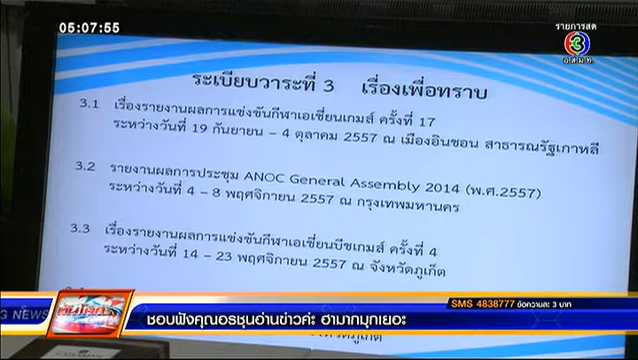 05:07:55
รายการสด
3
อ.ส.ม.ท.
ระเบียบวาระที่ 3 เรื่องเพื่อทราบ
3.1 เรื่องรายงานผลการแข่งขันกีฬาเอเชี่ยนเกมส์ ครั้งที่ 17
ระหว่างวันที่ 19 กันยายน – 4 ตุลาคม 2557 ณ เมืองอินชอน สาธารณรัฐเกาหลี
3.2 รายงานผลการประชุม ANOC General Assembly 2014 (พ.ศ.2557)
ระหว่างวันที่ 4 – 8 พฤศจิกายน 2557 ณ กรุงเทพมหานคร
3.3 เรื่องรายงานผลการแข่งขันกีฬาเอเชี่ยนบีชเกมส์ ครั้งที่ 4
ระหว่างวันที่ 14 – 23 พฤศจิกายน 2557 ณ จังหวัดภูเก็ต
SMS 4838777 ข้อความละ 3 บาท
G NEWS
ชอบฟังคุณอรชุนอ่านข่าวค่ะ ฮามากมุกเยอะ